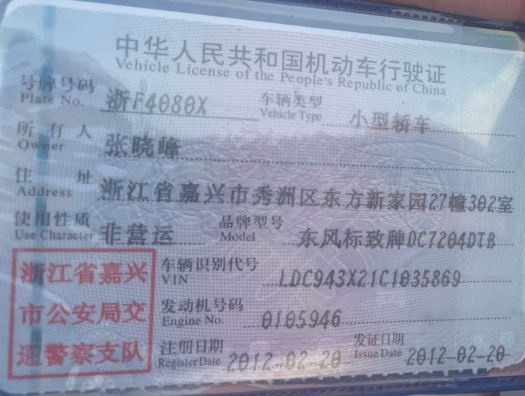 中华人民共和国机动车行驶证
Vehicle License of the People's Republic of China
号牌号码 浙F4080X 车辆类型 小型轿车
Plate No. Vehicle Type
所有人 张晓峰
Owner
住址 浙江省嘉兴市秀洲区东方新家园27幢302室
Address
使用性质 非营运 品牌型号 东风标致牌DC7204DTB
Use Character Model
浙江省嘉兴
市公安局交
通警察支队
车辆识别代号 LDC943X21C1035869
VIN
发动机号码 0105946
Engine No.
注册日期 2012-02-20 发证日期 2012-02-20
Register Date Issue Date